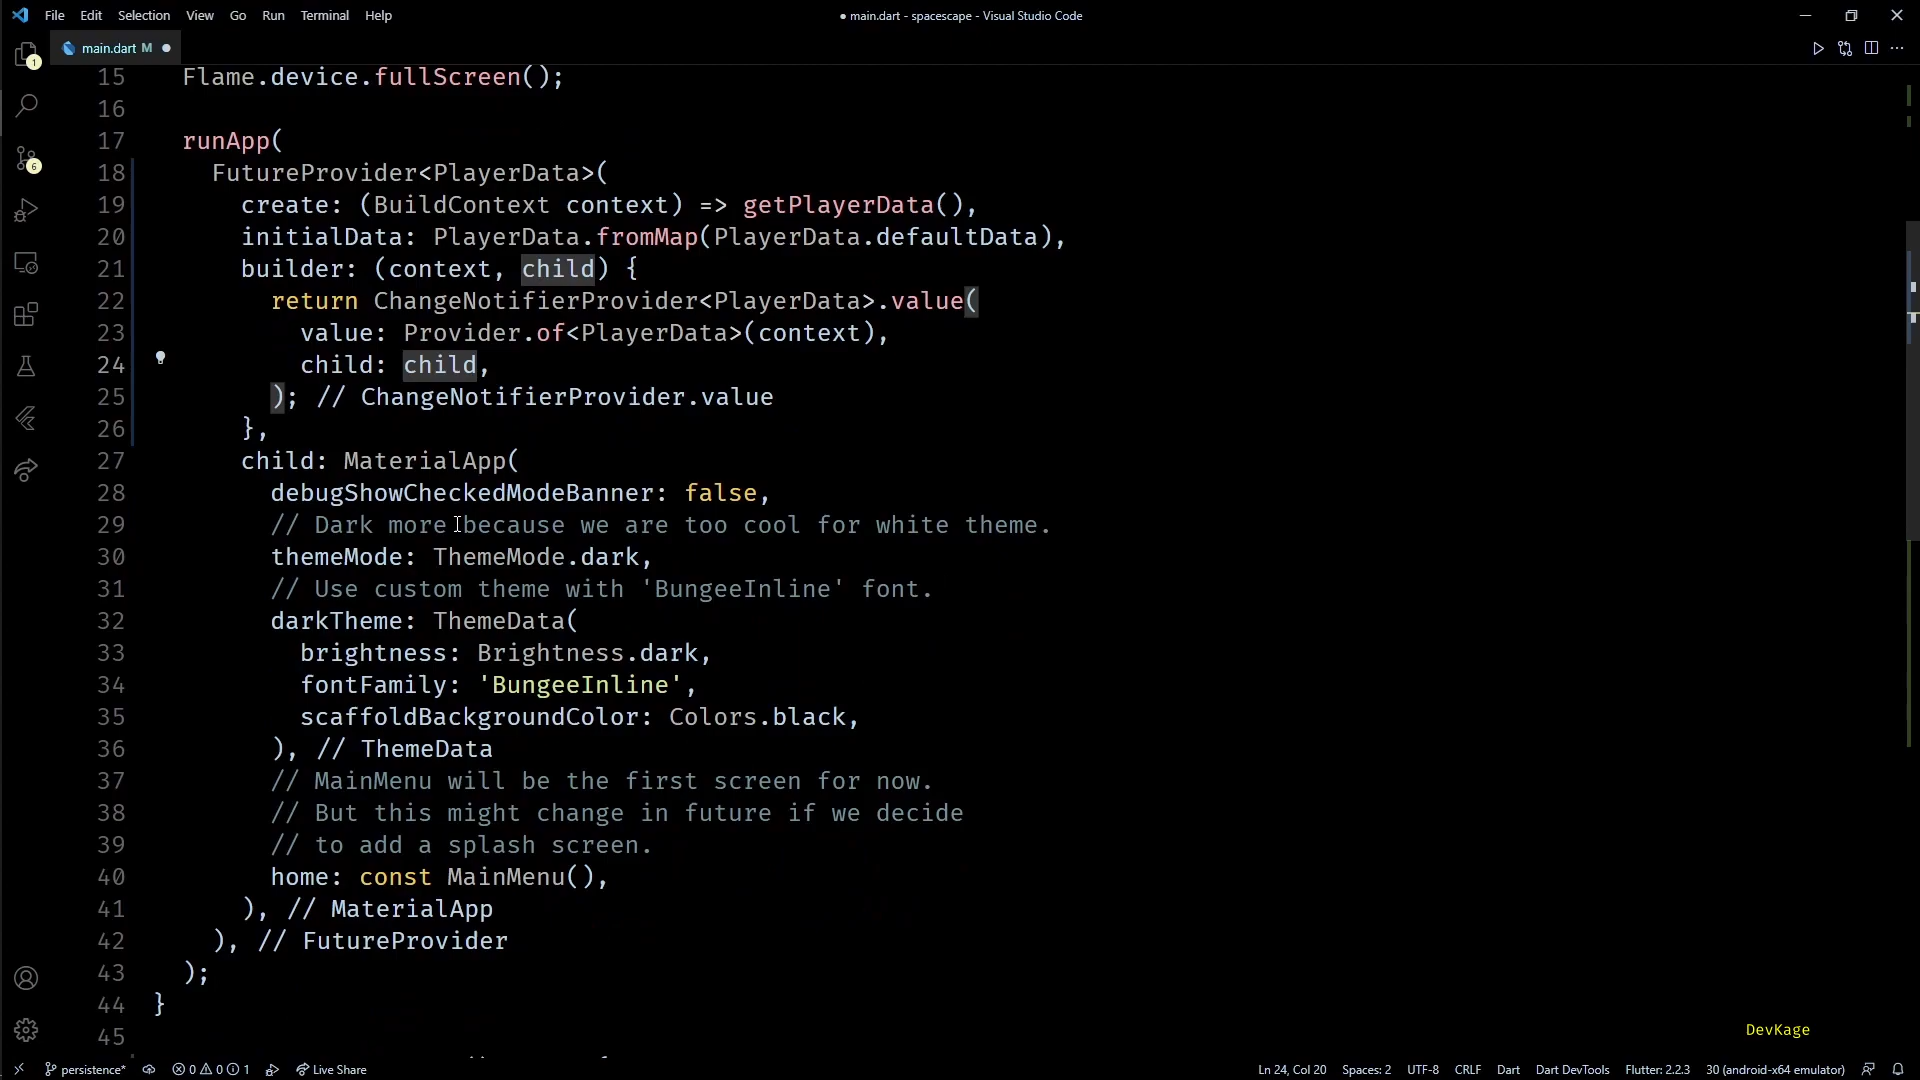 File Edit Selection View Go Run Terminal Help
● main.dart - spacescape - Visual Studio Code
main.dart M ●
1
6
15 Flame.device.fullScreen();
16
17 runApp(
18 FutureProvider<PlayerData>(
19 create: (BuildContext context) => getPlayerData(),
20 initialData: PlayerData.fromMap(PlayerData.defaultData),
21 builder: (context, child) {
22 return ChangeNotifierProvider<PlayerData>.value(
23 value: Provider.of<PlayerData>(context),
24 child: child,
25 ); // ChangeNotifierProvider.value
26 },
27 child: MaterialApp(
28 debugShowCheckedModeBanner: false,
29 // Dark more because we are too cool for white theme.
30 themeMode: ThemeMode.dark,
31 // Use custom theme with 'BungeeInline' font.
32 darkTheme: ThemeData(
33 brightness: Brightness.dark,
34 fontFamily: 'BungeeInline',
35 scaffoldBackgroundColor: Colors.black,
36 ), // ThemeData
37 // MainMenu will be the first screen for now.
38 // But this might change in future if we decide
39 // to add a splash screen.
40 home: const MainMenu(),
41 ), // MaterialApp
42 ), // FutureProvider
43 );
44 }
45
DevKage
persistence* 0 0 1 Live Share Ln 24, Col 20 Spaces: 2 UTF-8 CRLF Dart Dart DevTools Flutter: 2.2.3 30 (android-x64 emulator)